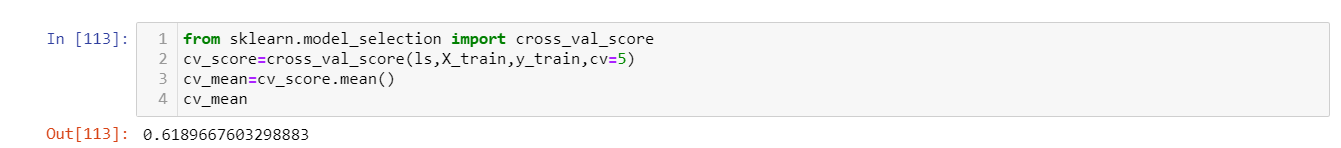 In [113]:
1 from sklearn.model_selection import cross_val_score
2 cv_score=cross_val_score(ls,X_train,y_train,cv=5)
3 cv_mean=cv_score.mean()
4 cv_mean
Out[113]: 0.6189667603298883